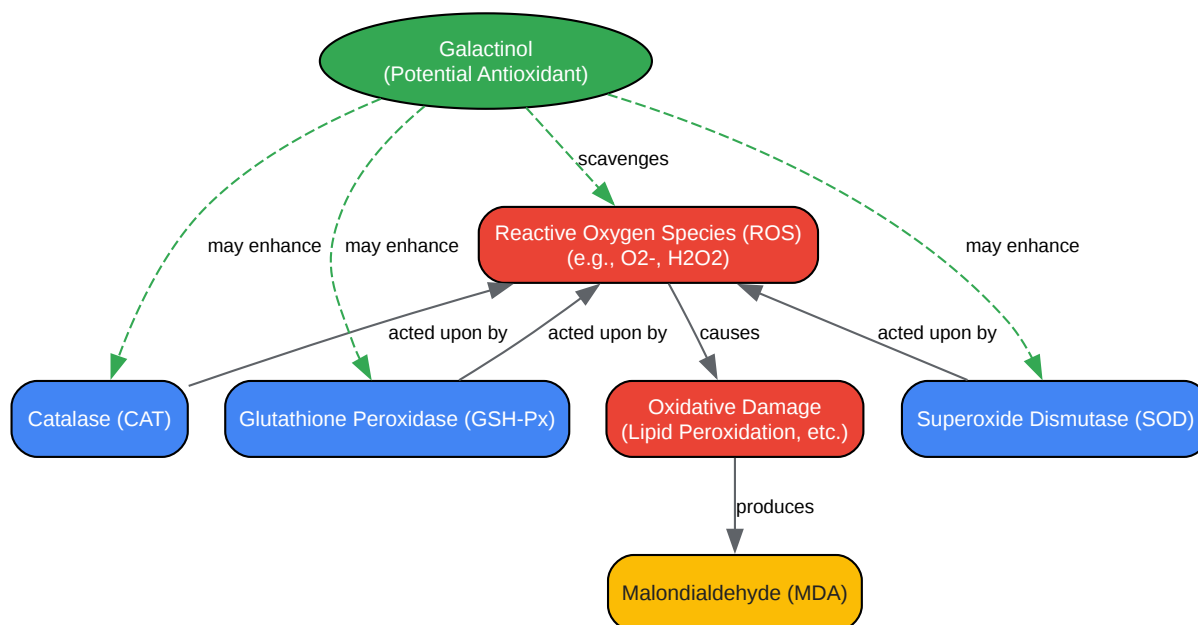 Galactinol
(Potential Antioxidant)
scavenges
Reactive Oxygen Species (ROS)
(e.g., O2-, H2O2)
may enhance
may enhance
may enhance
acted upon by
acted upon by
causes
acted upon by
Catalase (CAT)
Glutathione Peroxidase (GSH-Px)
Oxidative Damage
(Lipid Peroxidation, etc.)
Superoxide Dismutase (SOD)
produces
Malondialdehyde (MDA)